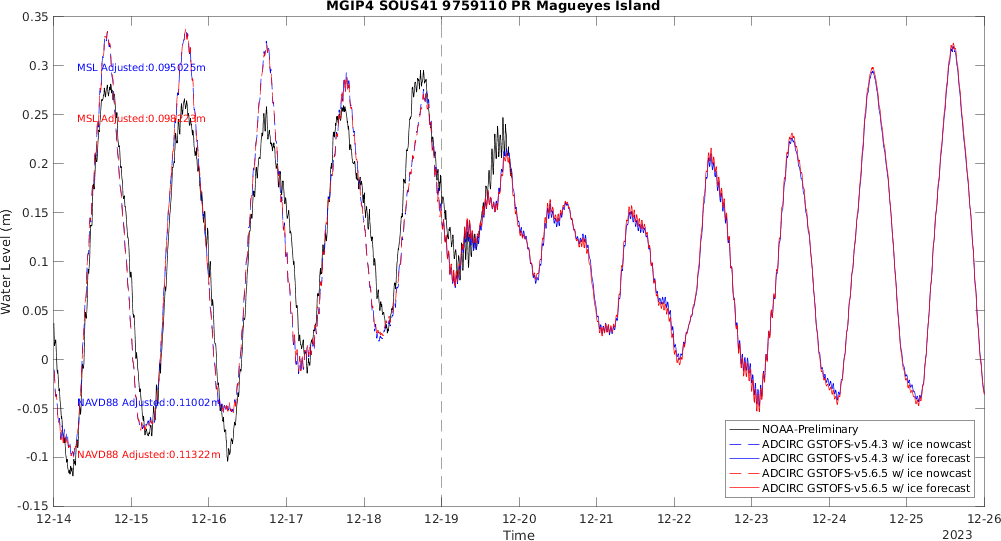 MGIP4 SOUS41 9759110 PR Magueyes Island
0.35
0.3
0.25
0.2
0.15
0.1
0.05
0
-0.05
-0.1
-0.15
Water Level (m)
MSL Adjusted:0.095025m
MSL Adjusted:0.098223m
NAVD88 Adjusted:0.11002m
NAVD88 Adjusted:0.11322m
NOAA-Preliminary
ADCIRC GSTOFS-v5.4.3 w/ ice nowcast
ADCIRC GSTOFS-v5.4.3 w/ ice forecast
ADCIRC GSTOFS-v5.6.5 w/ ice nowcast
ADCIRC GSTOFS-v5.6.5 w/ ice forecast
12-14 12-15 12-16 12-17 12-18 12-19 12-20 12-21 12-22 12-23 12-24 12-25 12-26
Time
2023